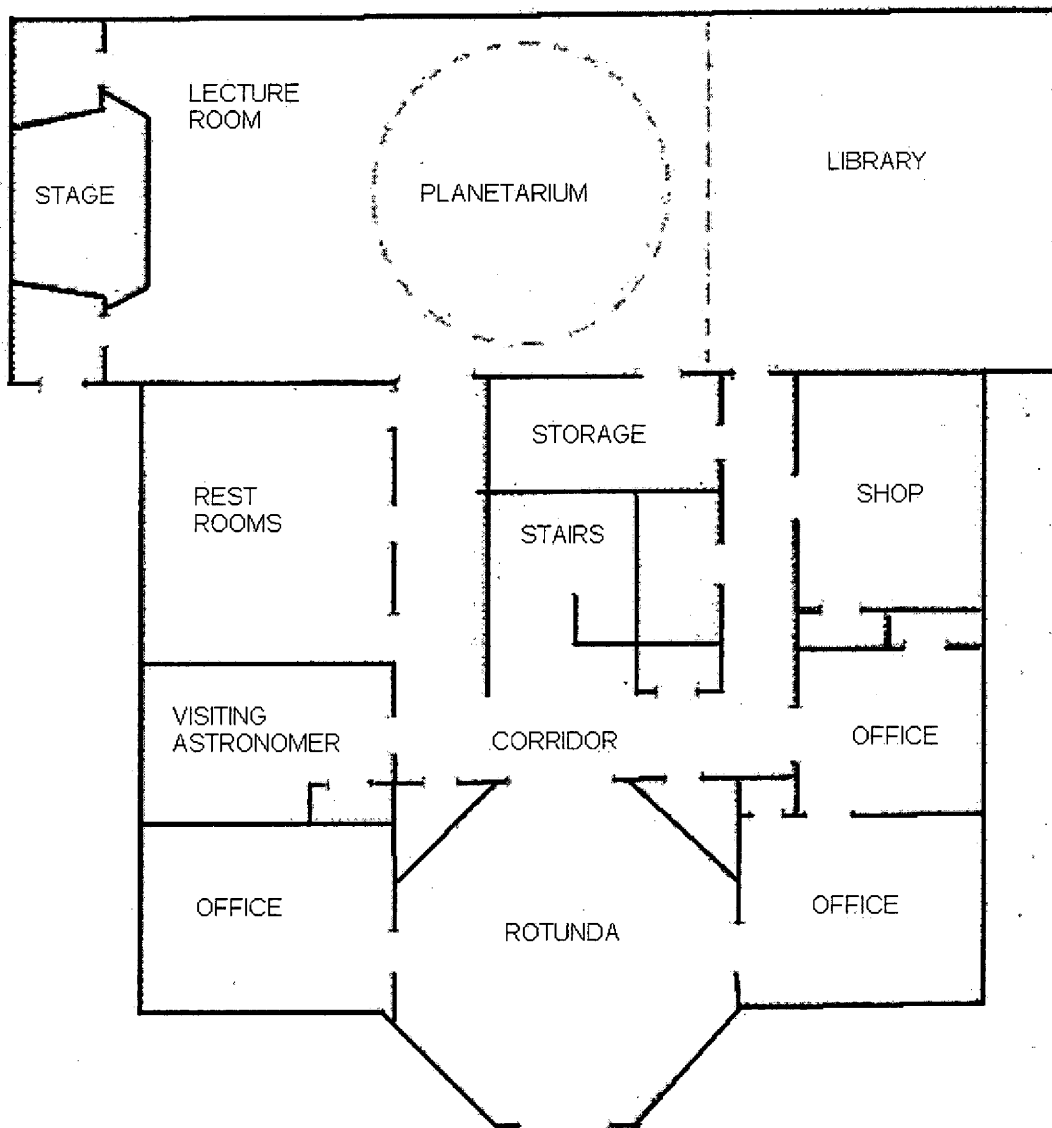 LECTURE
ROOM
LIBRARY
STAGE
PLANETARIUM
STORAGE
REST
ROOMS
SHOP
STAIRS
VISITING
ASTRONOMER
CORRIDOR
OFFICE
OFFICE
OFFICE
ROTUNDA